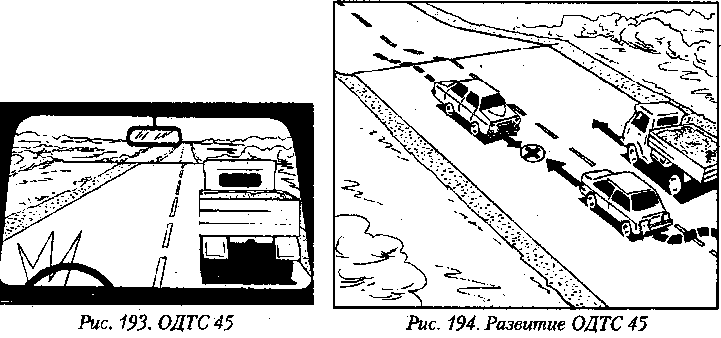 Рис. 193. ОДТС 45
Рис. 194. Развитие ОДТС 45